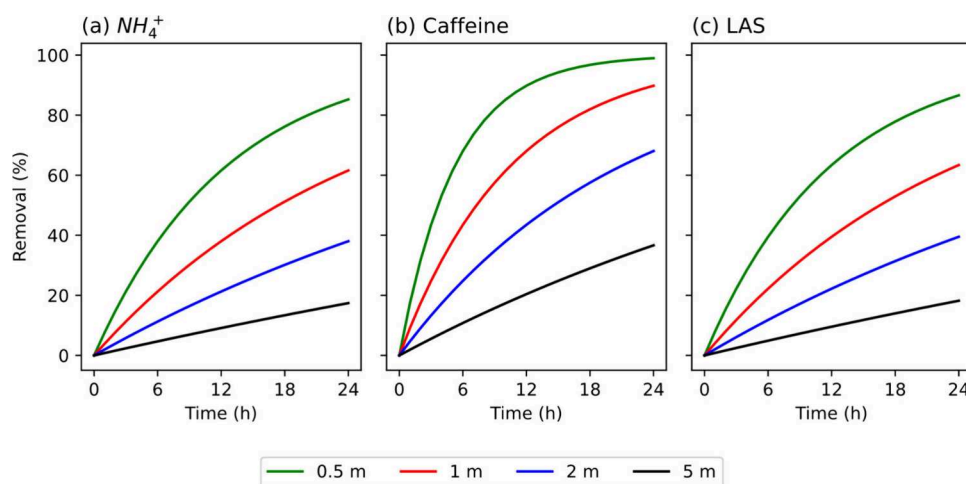 (a) NH₄⁺
(b) Caffeine
(c) LAS
Removal (%)
100
80
60
40
20
0
0 6 12 18 24
0 6 12 18 24
0 6 12 18 24
Time (h)
Time (h)
Time (h)
0.5 m 1 m 2 m 5 m